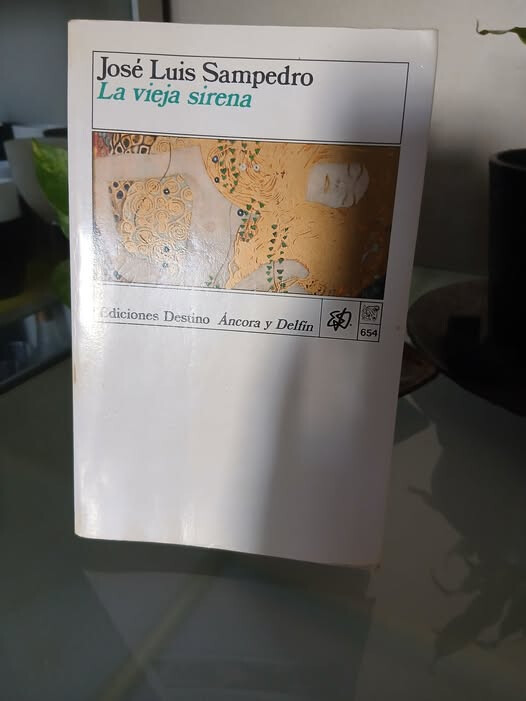 José Luis Sampedro
La vieja sirena
Ediciones Destino Áncora y Delfín
654